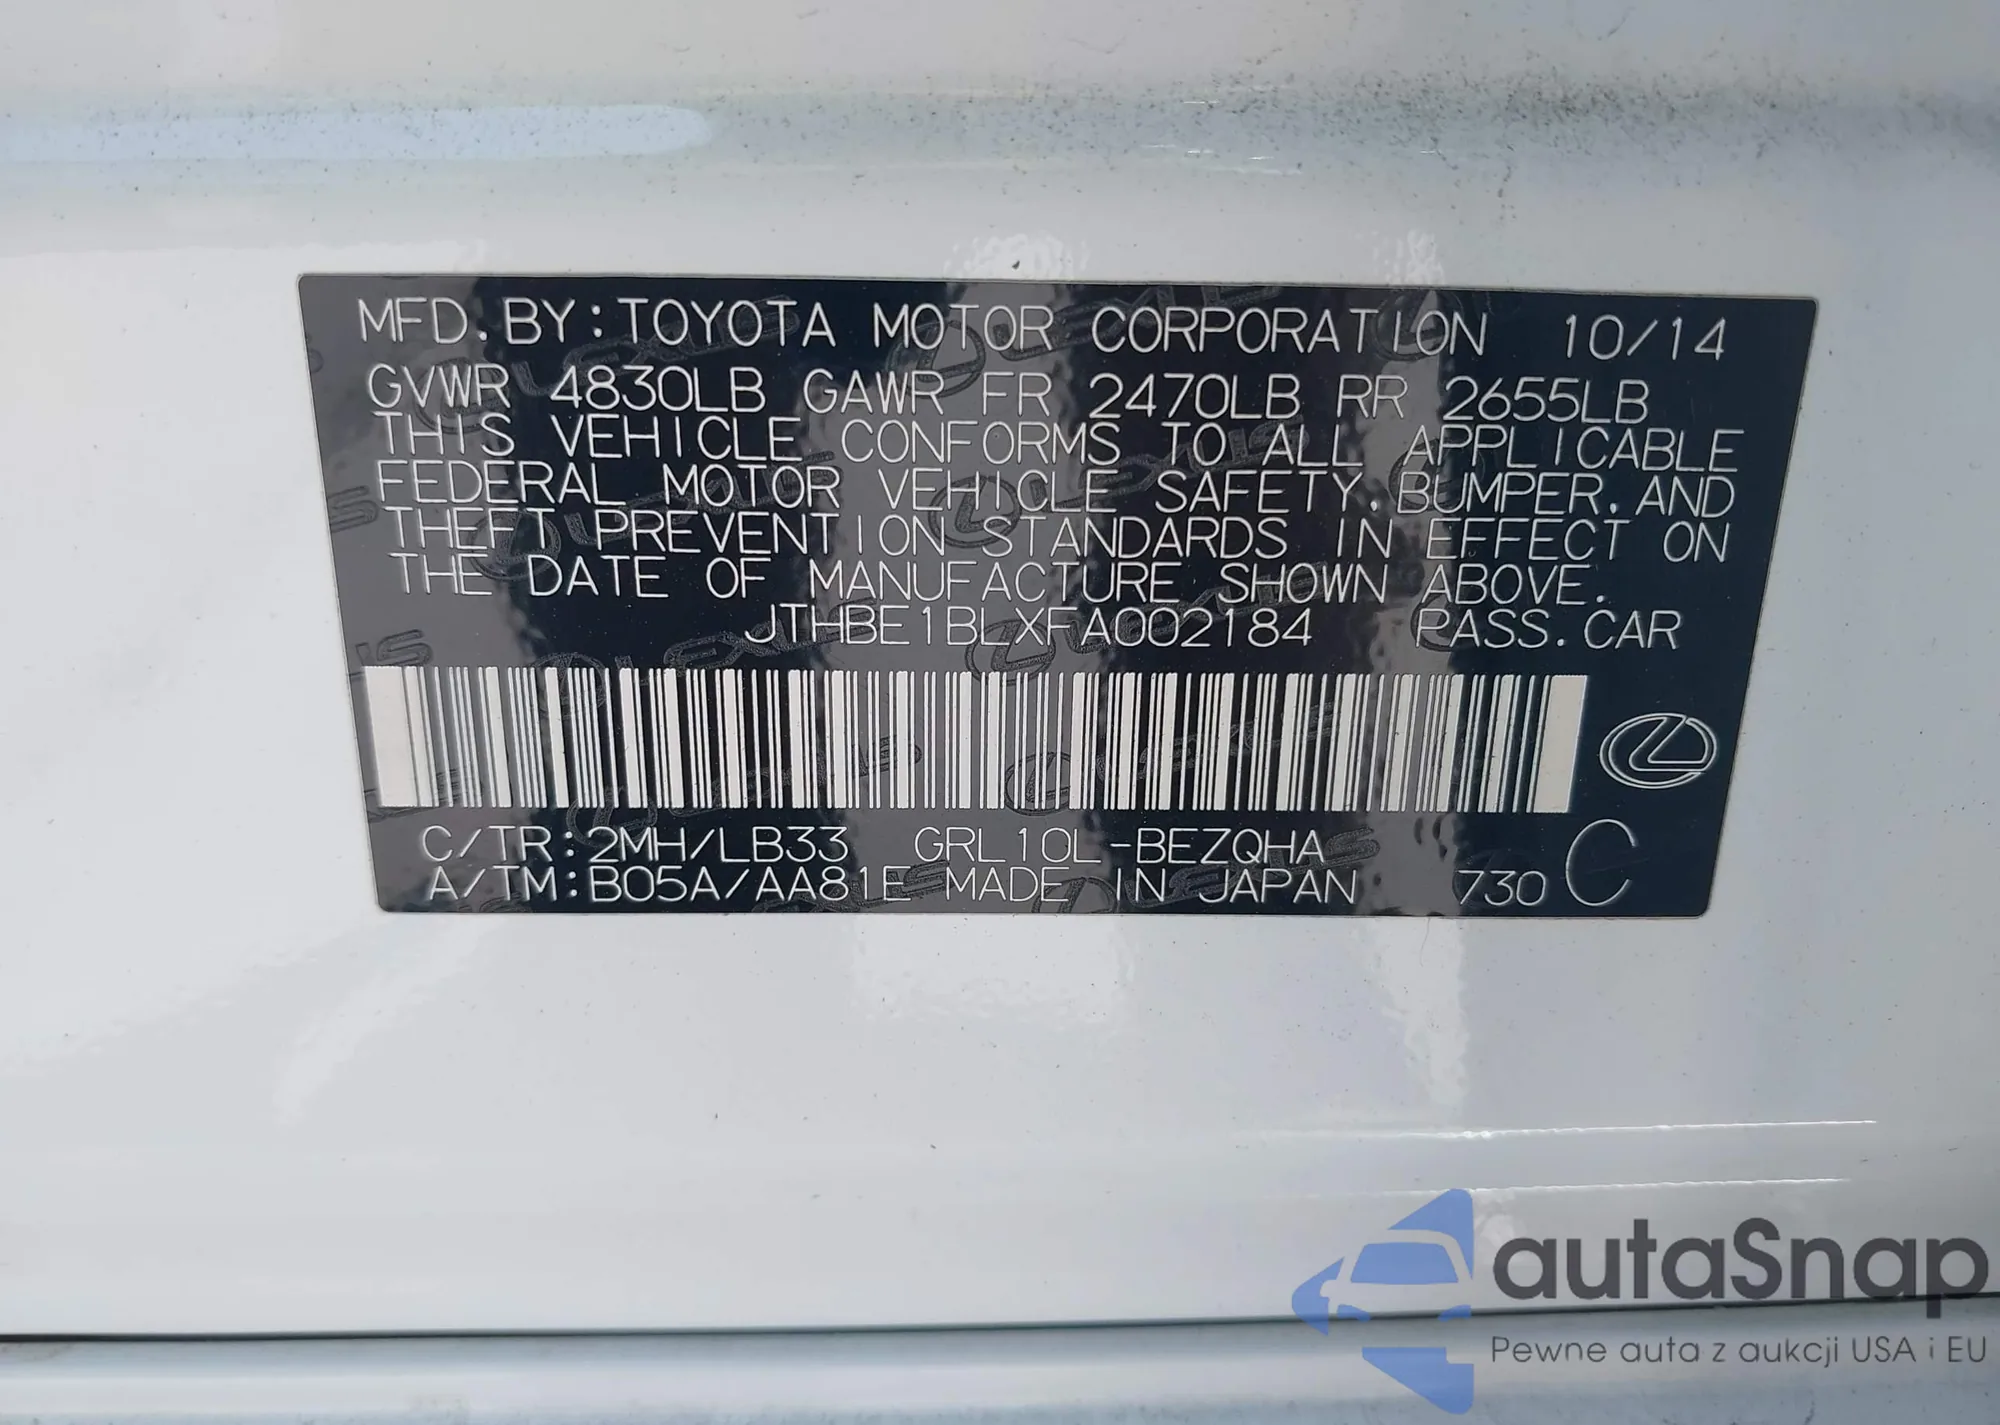 MFD. BY: TOYOTA MOTOR CORPORATION 10/14
GVWR 4830LB GAWR FR 2470LB RR 2655LB
THIS VEHICLE CONFORMS TO ALL APPLICABLE
FEDERAL MOTOR VEHICLE SAFETY, BUMPER, AND
THEFT PREVENTION STANDARDS IN EFFECT ON
THE DATE OF MANUFACTURE SHOWN ABOVE.
JTHBE1BLXFA002184 PASS. CAR
C/TR: 2MH/LB33 GRL10L-BEZQHA
A/TM: B05A/AA81E MADE IN JAPAN 730 C
autaSnap
Pewne auta z aukcji USA i EU